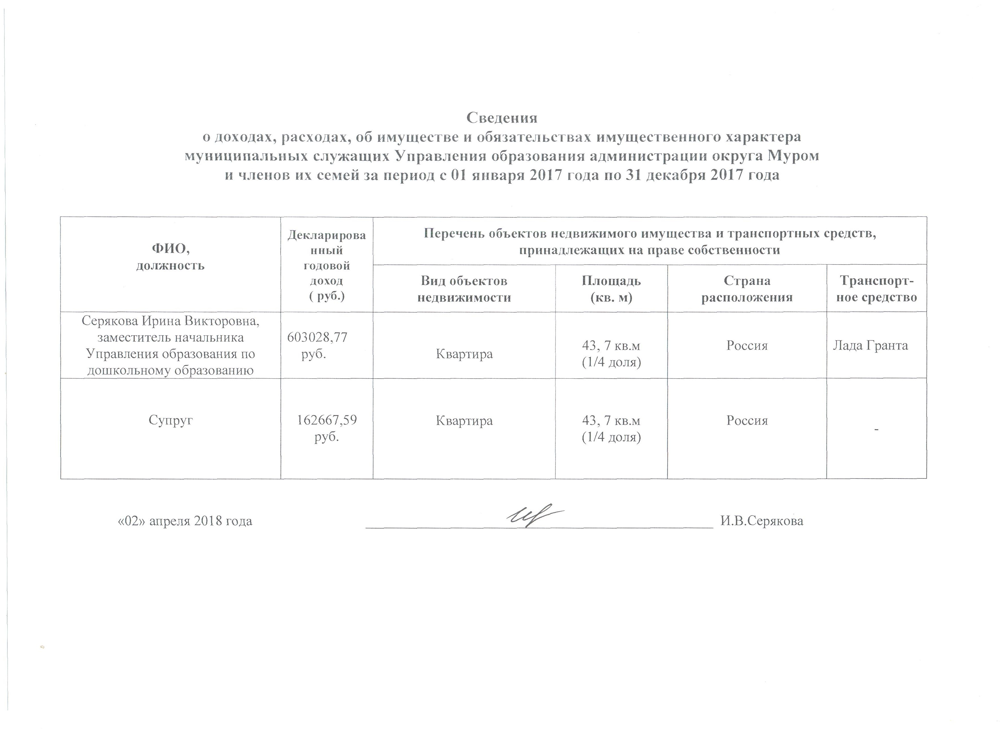 Сведения
о доходах, расходах, об имуществе и обязательствах имущественного характера
муниципальных служащих Управления образования администрации округа Муром
и членов их семей за период с 01 января 2017 года по 31 декабря 2017 года
ФИО,
должность
Декларирова
нный
годовой
доход
( руб.)
Перечень объектов недвижимого имущества и транспортных средств,
принадлежащих на праве собственности
Вид объектов
недвижимости
Площадь
(кв. м)
Страна
расположения
Транспорт-
ное средство
Серякова Ирина Викторовна,
заместитель начальника
Управления образования по
дошкольному образованию
603028,77
руб.
Квартира
43, 7 кв.м
(1/4 доля)
Россия
Лада Гранта
Супруг
162667,59
руб.
Квартира
43, 7 кв.м
(1/4 доля)
Россия
-
«02» апреля 2018 года
И.В.Серякова